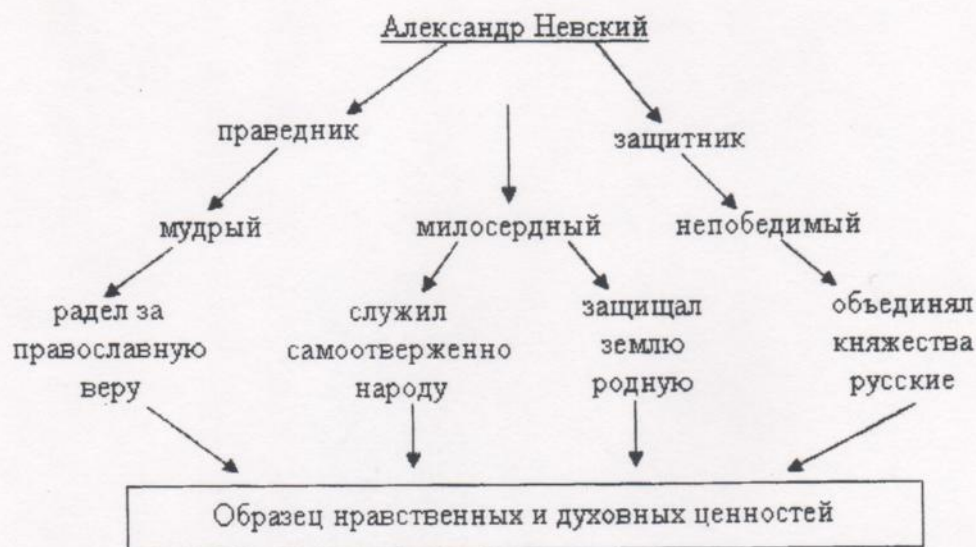 Александр Невский
праведник
защитник
мудрый
милосердный
непобедимый
радел за
православную
веру
служил
самоотверженно
народу
защищал
землю
родную
объединял
княжества
русские
Образец нравственных и духовных ценностей